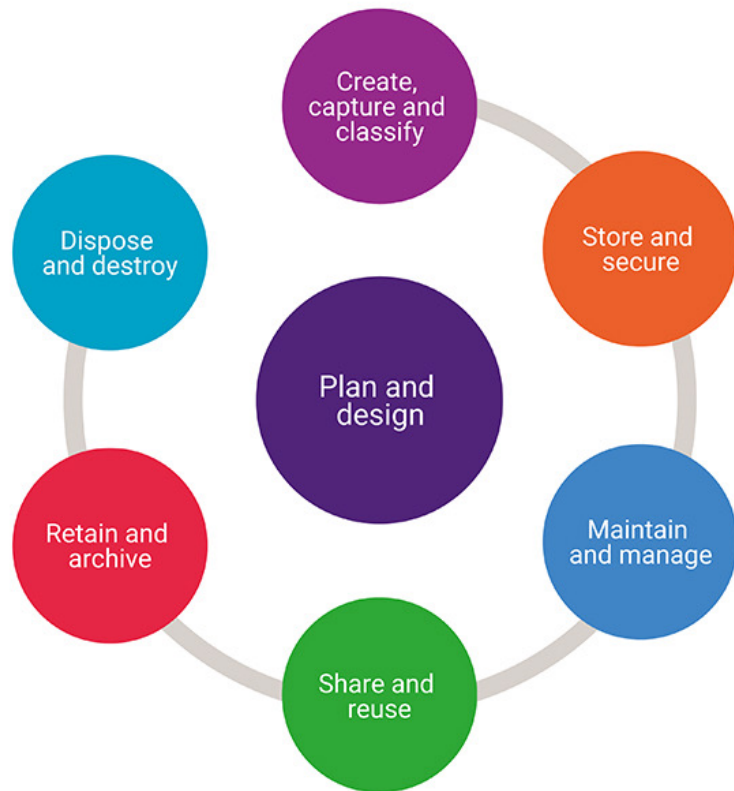 Create,
capture and
classify
Store and
secure
Maintain
and manage
Share and
reuse
Retain and
archive
Dispose
and destroy
Plan and
design